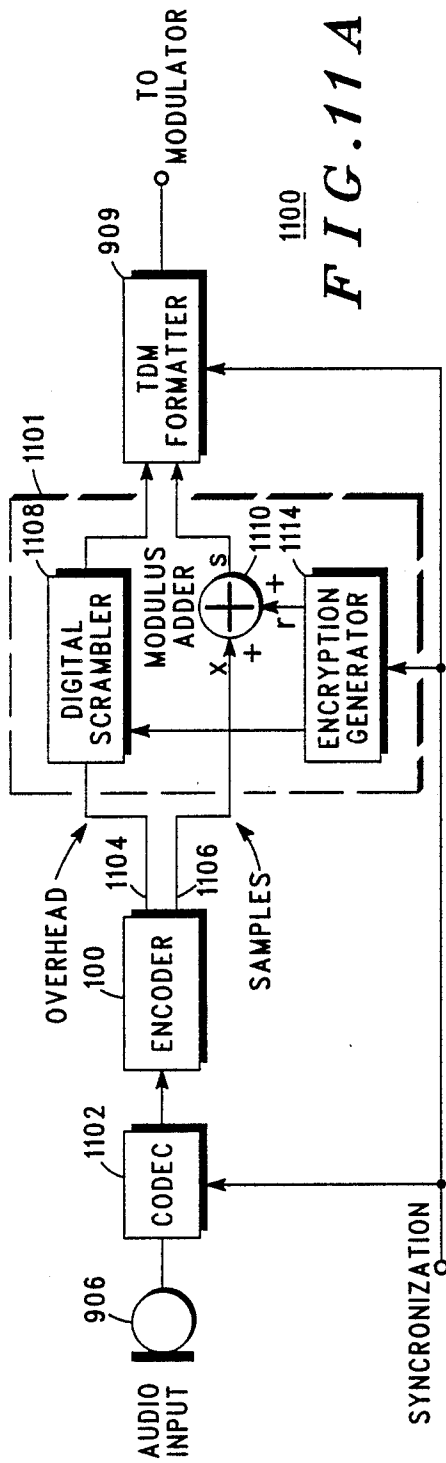 AUDIO
INPUT
906
1102
CODEC
100
ENCODER
OVERHEAD
1104
1106
SAMPLES
1101
1108
DIGITAL
SCRAMBLER
MODULUS
ADDER
X
+
S
1110
r
+
1114
ENCRYPTION
GENERATOR
909
TDM
FORMATTER
TO
MODULATOR
SYNCRONIZATION
1100
FIG.11A